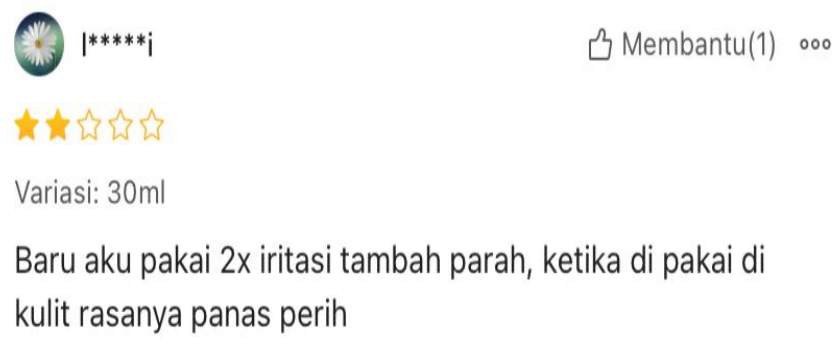 l*****i
Membantu(1)
Variasi: 30ml
Baru aku pakai 2x iritasi tambah parah, ketika di pakai di
kulit rasanya panas perih